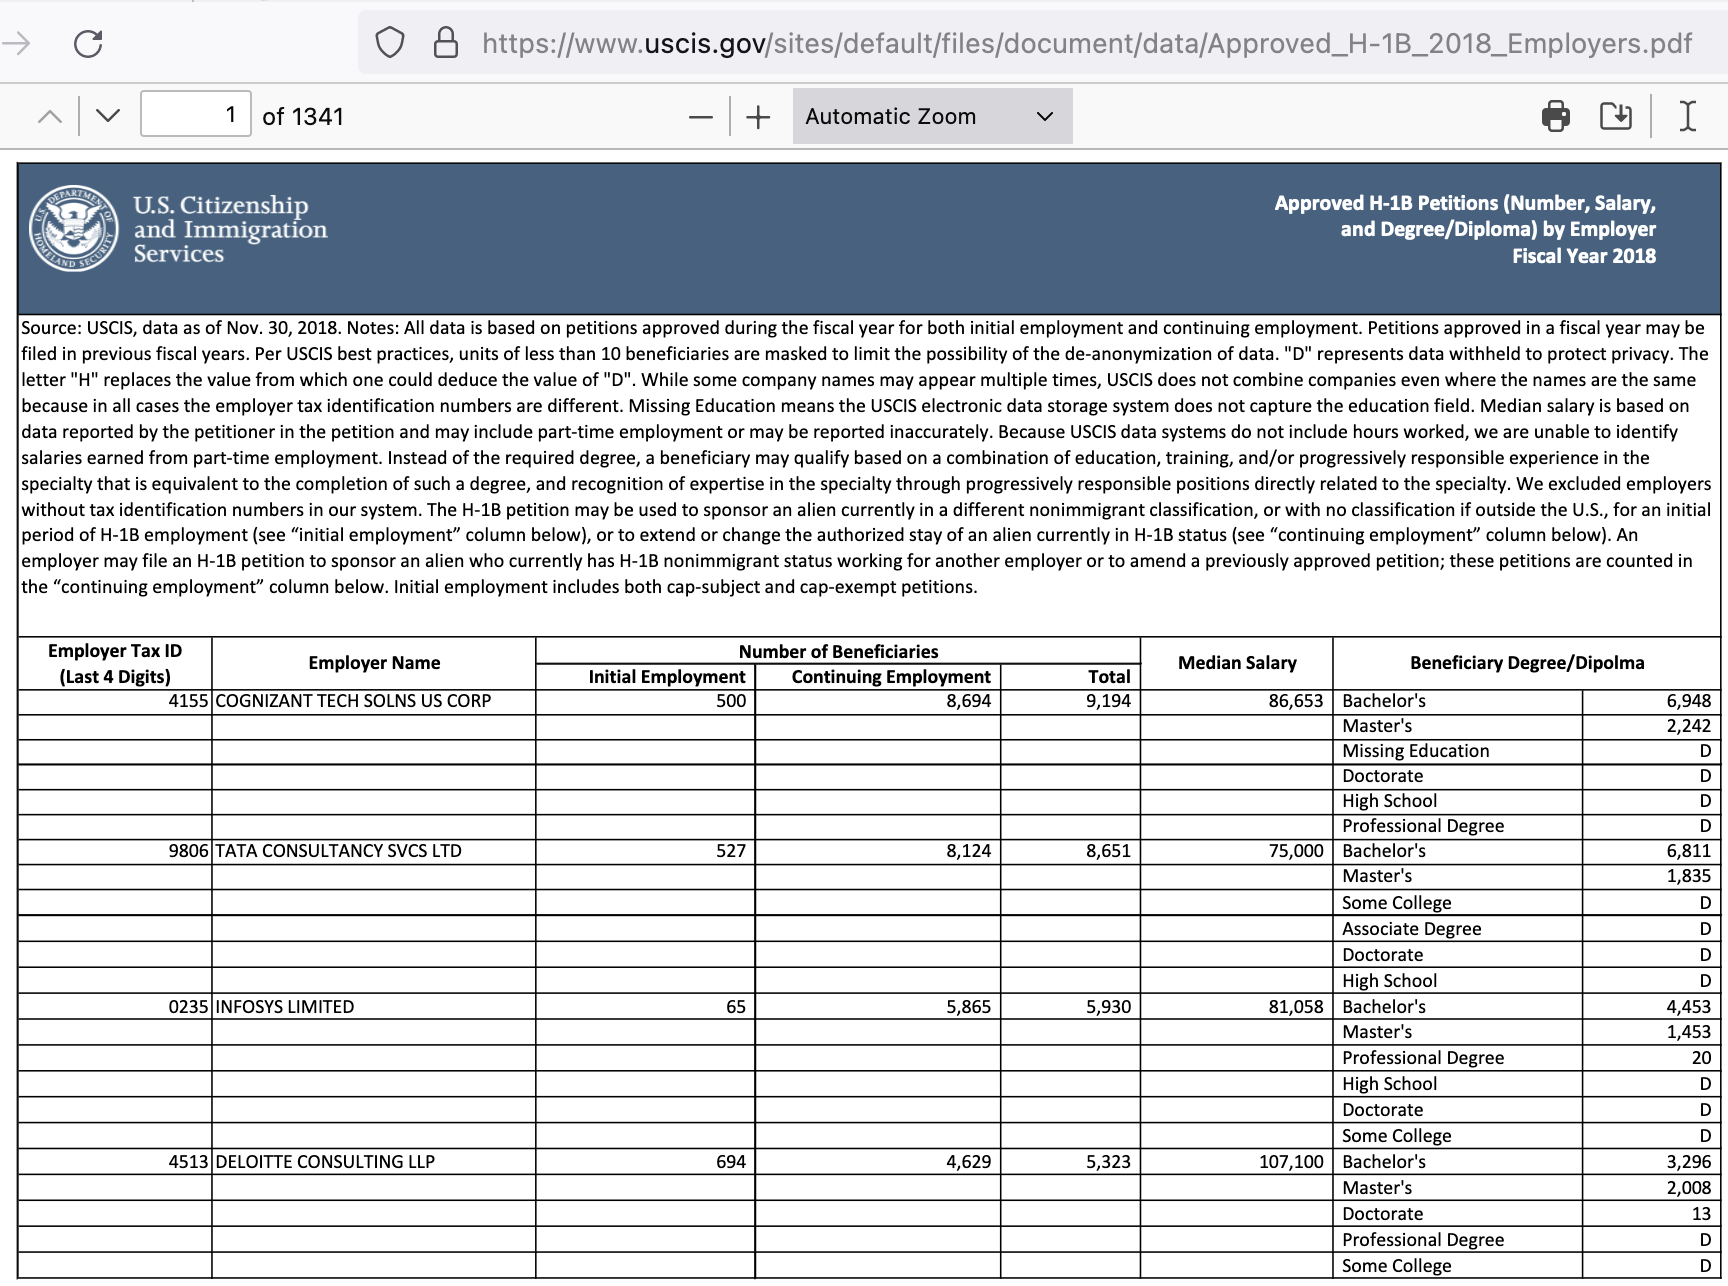 https://www.uscis.gov/sites/default/files/document/data/Approved_H-1B_2018_Employers.pdf
1 of 1341
Automatic Zoom
U.S. Citizenship
and Immigration
Services
Approved H-1B Petitions (Number, Salary,
and Degree/Diploma) by Employer
Fiscal Year 2018
Source: USCIS, data as of Nov. 30, 2018. Notes: All data is based on petitions approved during the fiscal year for both initial employment and continuing employment. Petitions approved in a fiscal year may be
filed in previous fiscal years. Per USCIS best practices, units of less than 10 beneficiaries are masked to limit the possibility of the de-anonymization of data. "D" represents data withheld to protect privacy. The
letter "H" replaces the value from which one could deduce the value of "D". While some company names may appear multiple times, USCIS does not combine companies even where the names are the same
because in all cases the employer tax identification numbers are different. Missing Education means the USCIS electronic data storage system does not capture the education field. Median salary is based on
data reported by the petitioner in the petition and may include part-time employment or may be reported inaccurately. Because USCIS data systems do not include hours worked, we are unable to identify
salaries earned from part-time employment. Instead of the required degree, a beneficiary may qualify based on a combination of education, training, and/or progressively responsible experience in the
specialty that is equivalent to the completion of such a degree, and recognition of expertise in the specialty through progressively responsible positions directly related to the specialty. We excluded employers
without tax identification numbers in our system. The H-1B petition may be used to sponsor an alien currently in a different nonimmigrant classification, or with no classification if outside the U.S., for an initial
period of H-1B employment (see “initial employment” column below), or to extend or change the authorized stay of an alien currently in H-1B status (see “continuing employment” column below). An
employer may file an H-1B petition to sponsor an alien who currently has H-1B nonimmigrant status working for another employer or to amend a previously approved petition; these petitions are counted in
the “continuing employment” column below. Initial employment includes both cap-subject and cap-exempt petitions.
Employer Tax ID
(Last 4 Digits)
Employer Name
Number of Beneficiaries
Initial Employment Continuing Employment Total
Median Salary
Beneficiary Degree/Dipolma
4155 COGNIZANT TECH SOLNS US CORP 500 8,694 9,194 86,653 Bachelor's 6,948
Master's 2,242
Missing Education D
Doctorate D
High School D
Professional Degree D
9806 TATA CONSULTANCY SVCS LTD 527 8,124 8,651 75,000 Bachelor's 6,811
Master's 1,835
Some College D
Associate Degree D
Doctorate D
High School D
0235 INFOSYS LIMITED 65 5,865 5,930 81,058 Bachelor's 4,453
Master's 1,453
Professional Degree 20
High School D
Doctorate D
Some College D
4513 DELOITTE CONSULTING LLP 694 4,629 5,323 107,100 Bachelor's 3,296
Master's 2,008
Doctorate 13
Professional Degree D
Some College D